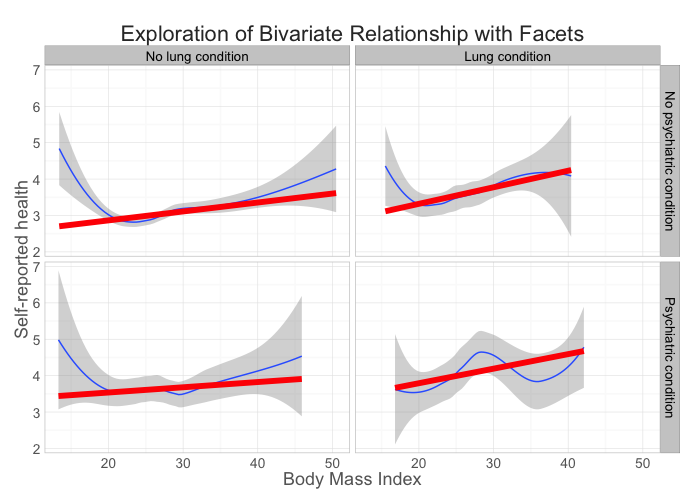 Exploration of Bivariate Relationship with Facets
No lung condition
Lung condition
7
6
5
4
3
2
No psychiatric condition
Self-reported health
7
6
5
4
3
2
Psychiatric condition
20 30 40 50
20 30 40 50
Body Mass Index